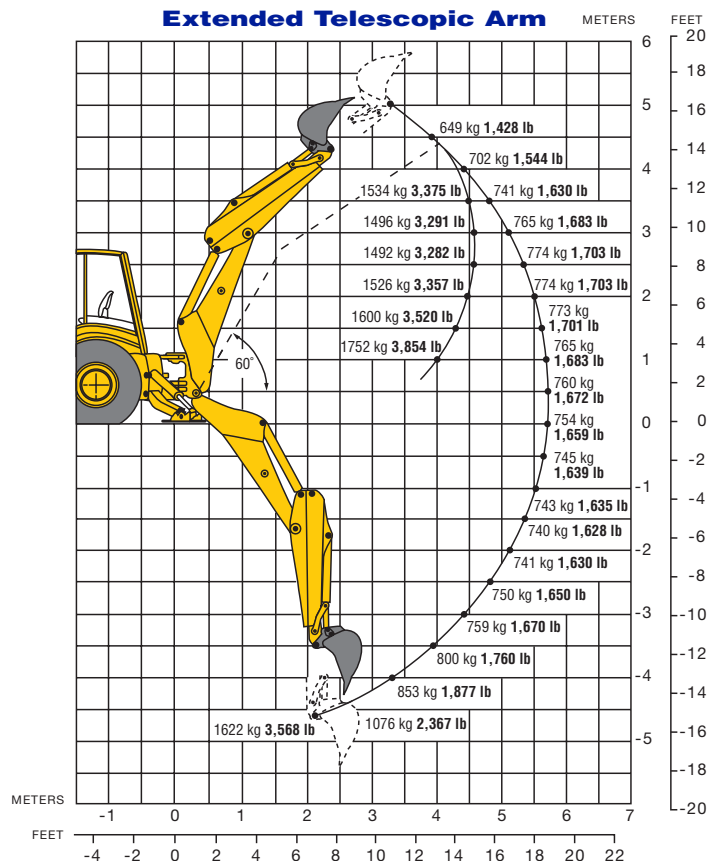 Extended Telescopic Arm
METERS FEET
6 20
18
5 16
649 kg 1,428 lb
14
702 kg 1,544 lb
4
1534 kg 3,375 lb 741 kg 1,630 lb
12
1496 kg 3,291 lb 765 kg 1,683 lb
3 10
1492 kg 3,282 lb 774 kg 1,703 lb
8
1526 kg 3,357 lb 774 kg 1,703 lb
2 6
1600 kg 3,520 lb 773 kg
1,701 lb
4
1752 kg 3,854 lb 765 kg
1,683 lb
1
60°
760 kg
1,672 lb
2
754 kg
1,659 lb
0 0
745 kg
1,639 lb
-2
743 kg 1,635 lb
-1 -4
740 kg 1,628 lb
741 kg 1,630 lb
-2 -6
750 kg 1,650 lb
-8
759 kg 1,670 lb
-3 -10
800 kg 1,760 lb
-12
853 kg 1,877 lb
-4 -14
1622 kg 3,568 lb 1076 kg 2,367 lb
-5 -16
-18
-20
METERS
-1 0 1 2 3 4 5 6 7
FEET
-4 -2 0 2 4 6 8 10 12 14 16 18 20 22